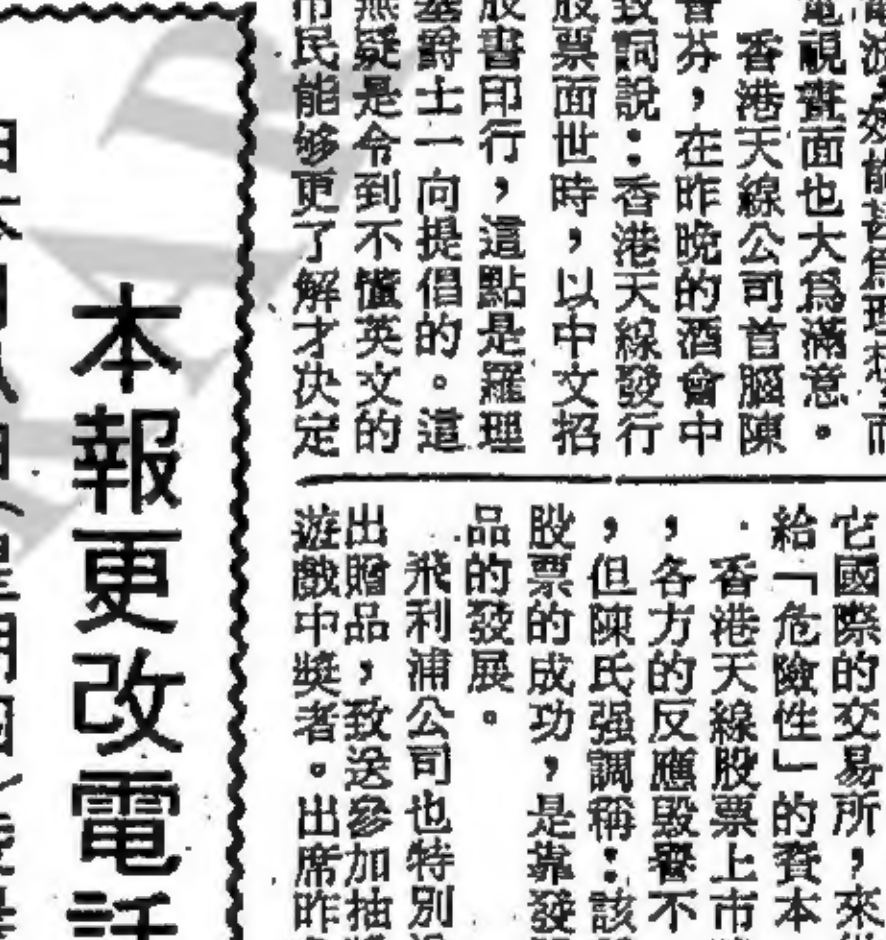 電視畫面也大爲滿意。
香港天線公司首腦陳
會芬，在昨晚的酒會中
致詞說：香港天線發行
股票面世時，以中文招
股書印行，這點是羅理
基爵士一向提倡的。這
無疑是令到不懂英文的
市民能够更了解才決定
它國際的交易所，來
給「危險性」的資本
香港天線股票上市
，各方的反應毀譽不
，但陳氏强調稱：該
股票的成功，是靠發
品的發展。
飛利浦公司也特別
出贈品，致送參加抽
遊戲中獎者。出席昨
本報更改電話